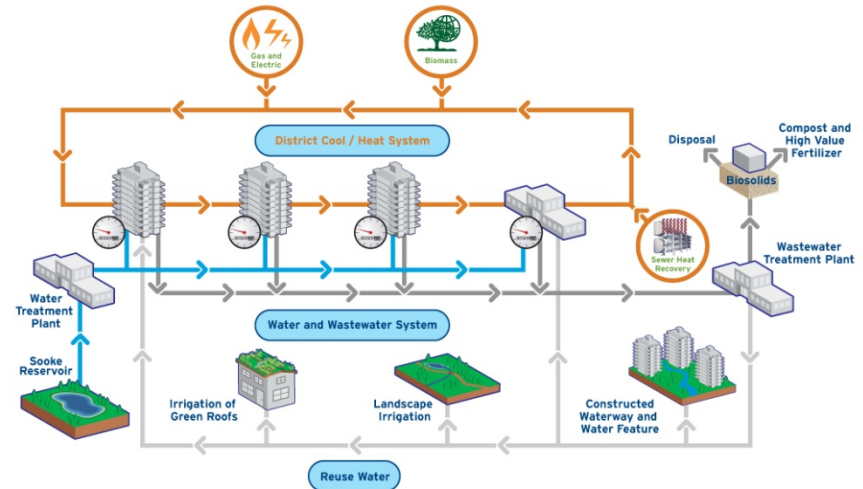 Gas and
Electric
Biomass
District Cool / Heat System
Disposal
Compost and
High Value
Fertilizer
Biosolids
Sewer Heat
Recovery
Wastewater
Treatment Plant
Water
Treatment
Plant
Water and Wastewater System
Sooke
Reservoir
Irrigation of
Green Roofs
Landscape
Irrigation
Constructed
Waterway and
Water Feature
Reuse Water